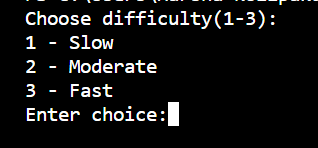 Choose difficulty(1-3):
1 - Slow
2 - Moderate
3 - Fast
Enter choice: